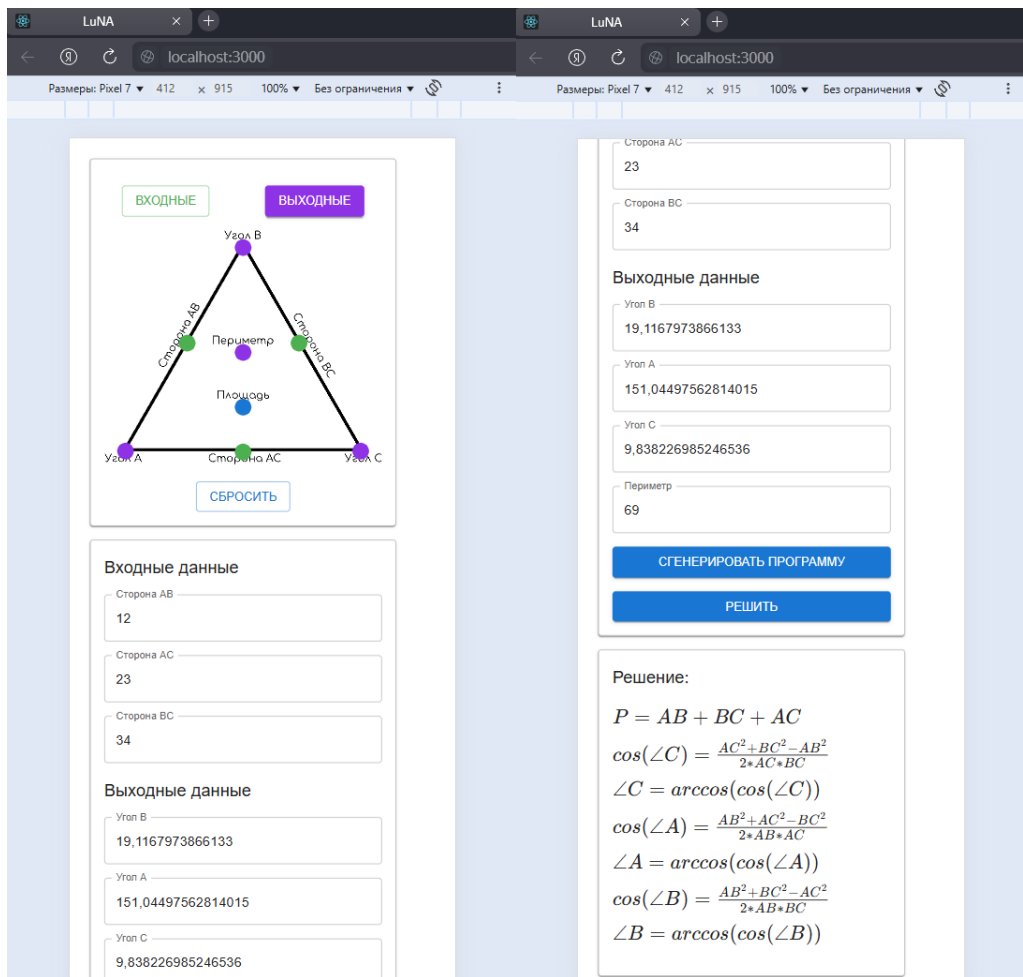 LuNA
localhost:3000
Размеры: Pixel 7 ▼ 412 × 915 100% ▼ Без ограничения ▼
ВХОДНЫЕ ВЫХОДНЫЕ
Угол B
Сторона AB
Сторона BC
Периметр
Площадь
Угол A Сторона AC Угол C
СБРОСИТЬ
Входные данные
Сторона AB
12
Сторона AC
23
Сторона BC
34
Выходные данные
Угол B
19,1167973866133
Угол A
151,04497562814015
Угол C
9,838226985246536
LuNA
localhost:3000
Размеры: Pixel 7 ▼ 412 × 915 100% ▼ Без ограничения ▼
Сторона AC
23
Сторона BC
34
Выходные данные
Угол B
19,1167973866133
Угол A
151,04497562814015
Угол C
9,838226985246536
Периметр
69
СГЕНЕРИРОВАТЬ ПРОГРАММУ
РЕШИТЬ
Решение:
P = AB + BC + AC
cos(∠C) = (AC²+BC²−AB²)/(2∗AC∗BC)
∠C = arccos(cos(∠C))
cos(∠A) = (AB²+AC²−BC²)/(2∗AB∗AC)
∠A = arccos(cos(∠A))
cos(∠B) = (AB²+BC²−AC²)/(2∗AB∗BC)
∠B = arccos(cos(∠B))